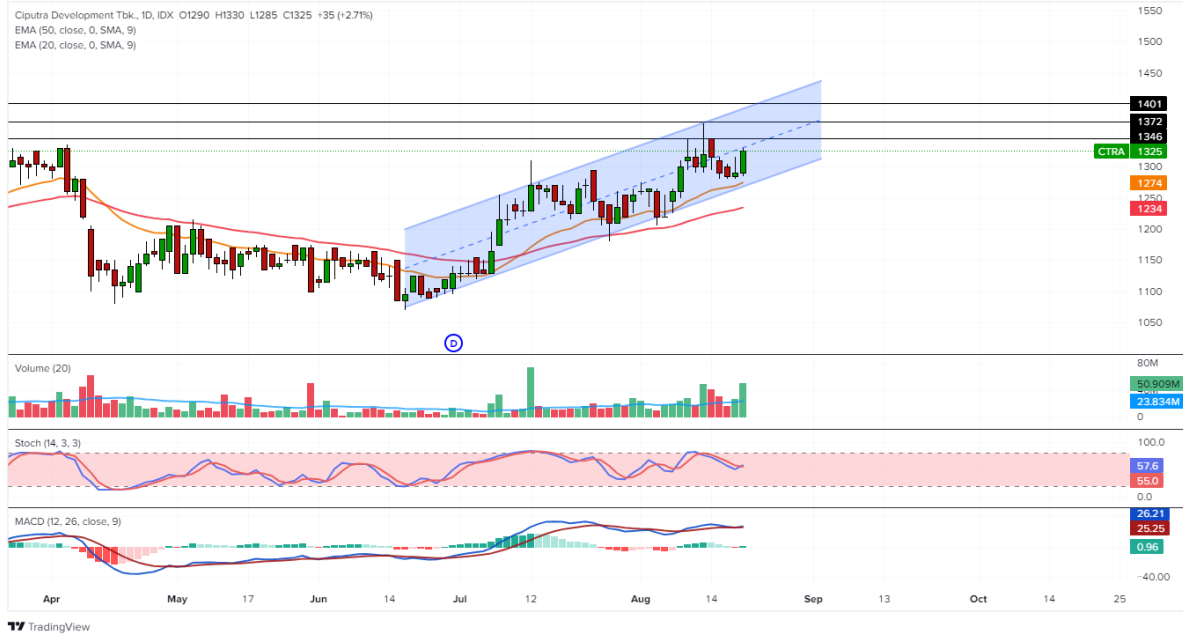 Ciputra Development Tbk., 1D, IDX O1290 H1330 L1285 C1325 +35 (+2.71%)
EMA (50, close, 0, SMA, 9)
EMA (20, close, 0, SMA, 9)
1550
1500
1450
1401
1372
1346
CTRA 1325
1300
1274
1250
1234
1200
1150
1100
1050
D
Volume (20)
80M
50.909M
23.834M
0
Stoch (14, 3, 3)
100.0
57.6
55.0
0.0
MACD (12, 26, close, 9)
26.21
25.25
0.96
−40.00
Apr May 17 Jun 14 Jul 12 Aug 14 Sep 13 Oct 14 25
TradingView